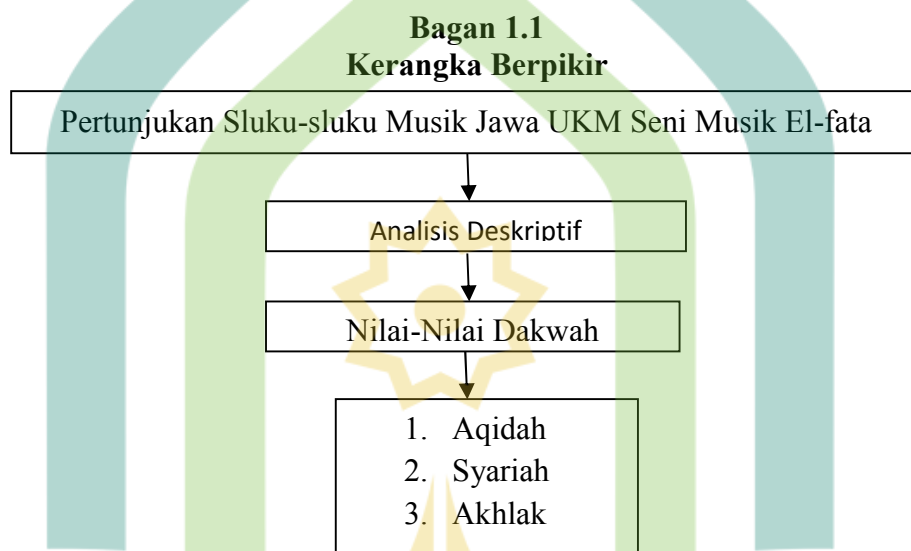 Bagan 1.1
Kerangka Berpikir
Pertunjukan Sluku-sluku Musik Jawa UKM Seni Musik El-fata
Analisis Deskriptif
Nilai-Nilai Dakwah
1. Aqidah
2. Syariah
3. Akhlak